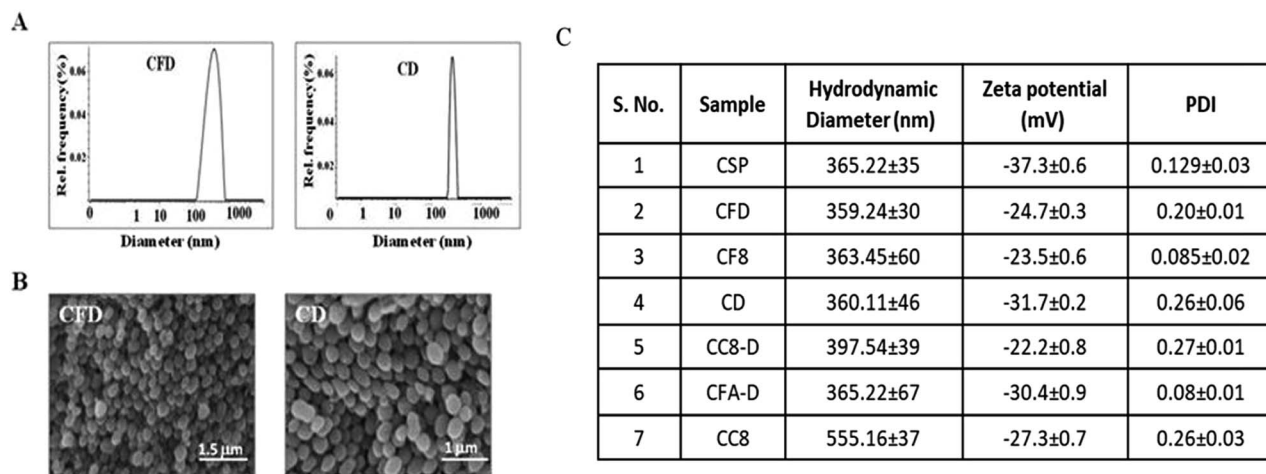 A
CFD
Rel. frequency(%)
0.06
0.04
0.02
0 1 10 100 1000
Diameter (nm)
CD
Rel. frequency(%)
0.06
0.04
0.02
0 1 10 100 1000
Diameter (nm)
B
CFD
1.5 μm
CD
1 μm
C
S. No. Sample Hydrodynamic Diameter (nm) Zeta potential (mV) PDI
1 CSP 365.22±35 -37.3±0.6 0.129±0.03
2 CFD 359.24±30 -24.7±0.3 0.20±0.01
3 CF8 363.45±60 -23.5±0.6 0.085±0.02
4 CD 360.11±46 -31.7±0.2 0.26±0.06
5 CC8-D 397.54±39 -22.2±0.8 0.27±0.01
6 CFA-D 365.22±67 -30.4±0.9 0.08±0.01
7 CC8 555.16±37 -27.3±0.7 0.26±0.03